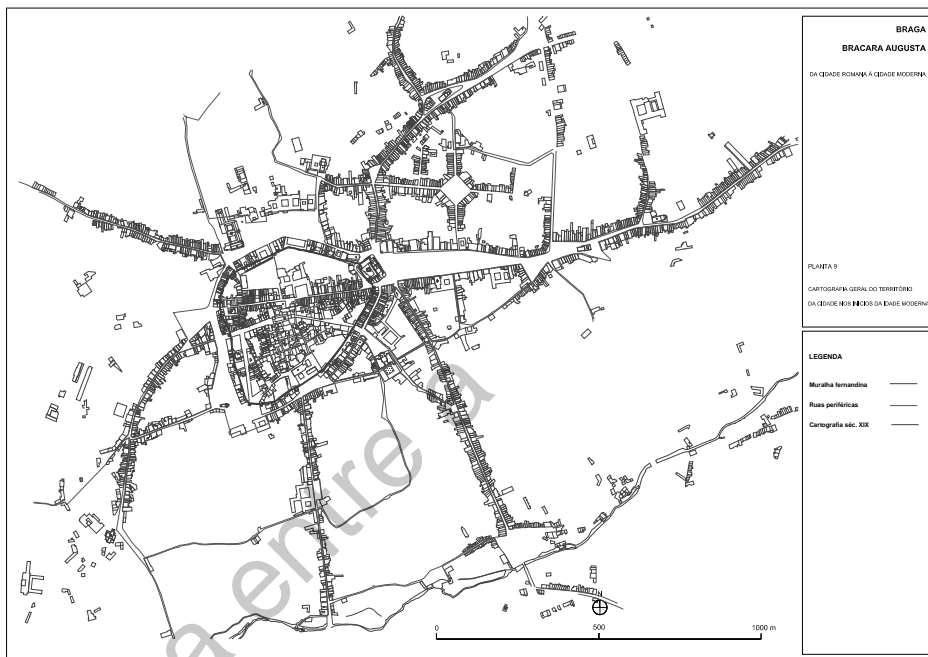 BRAGA
BRACARA AUGUSTA
DA CIDADE ROMANA À CIDADE MODERNA
PLANTA 9
CARTOGRAFIA GERAL DO TERRITÓRIO
DA CIDADE NOS INÍCIOS DA IDADE MODERNA
LEGENDA
Muralha fernandina
Ruas periféricas
Cartografia séc. XIX
a entre a
N
0 500 1000 m